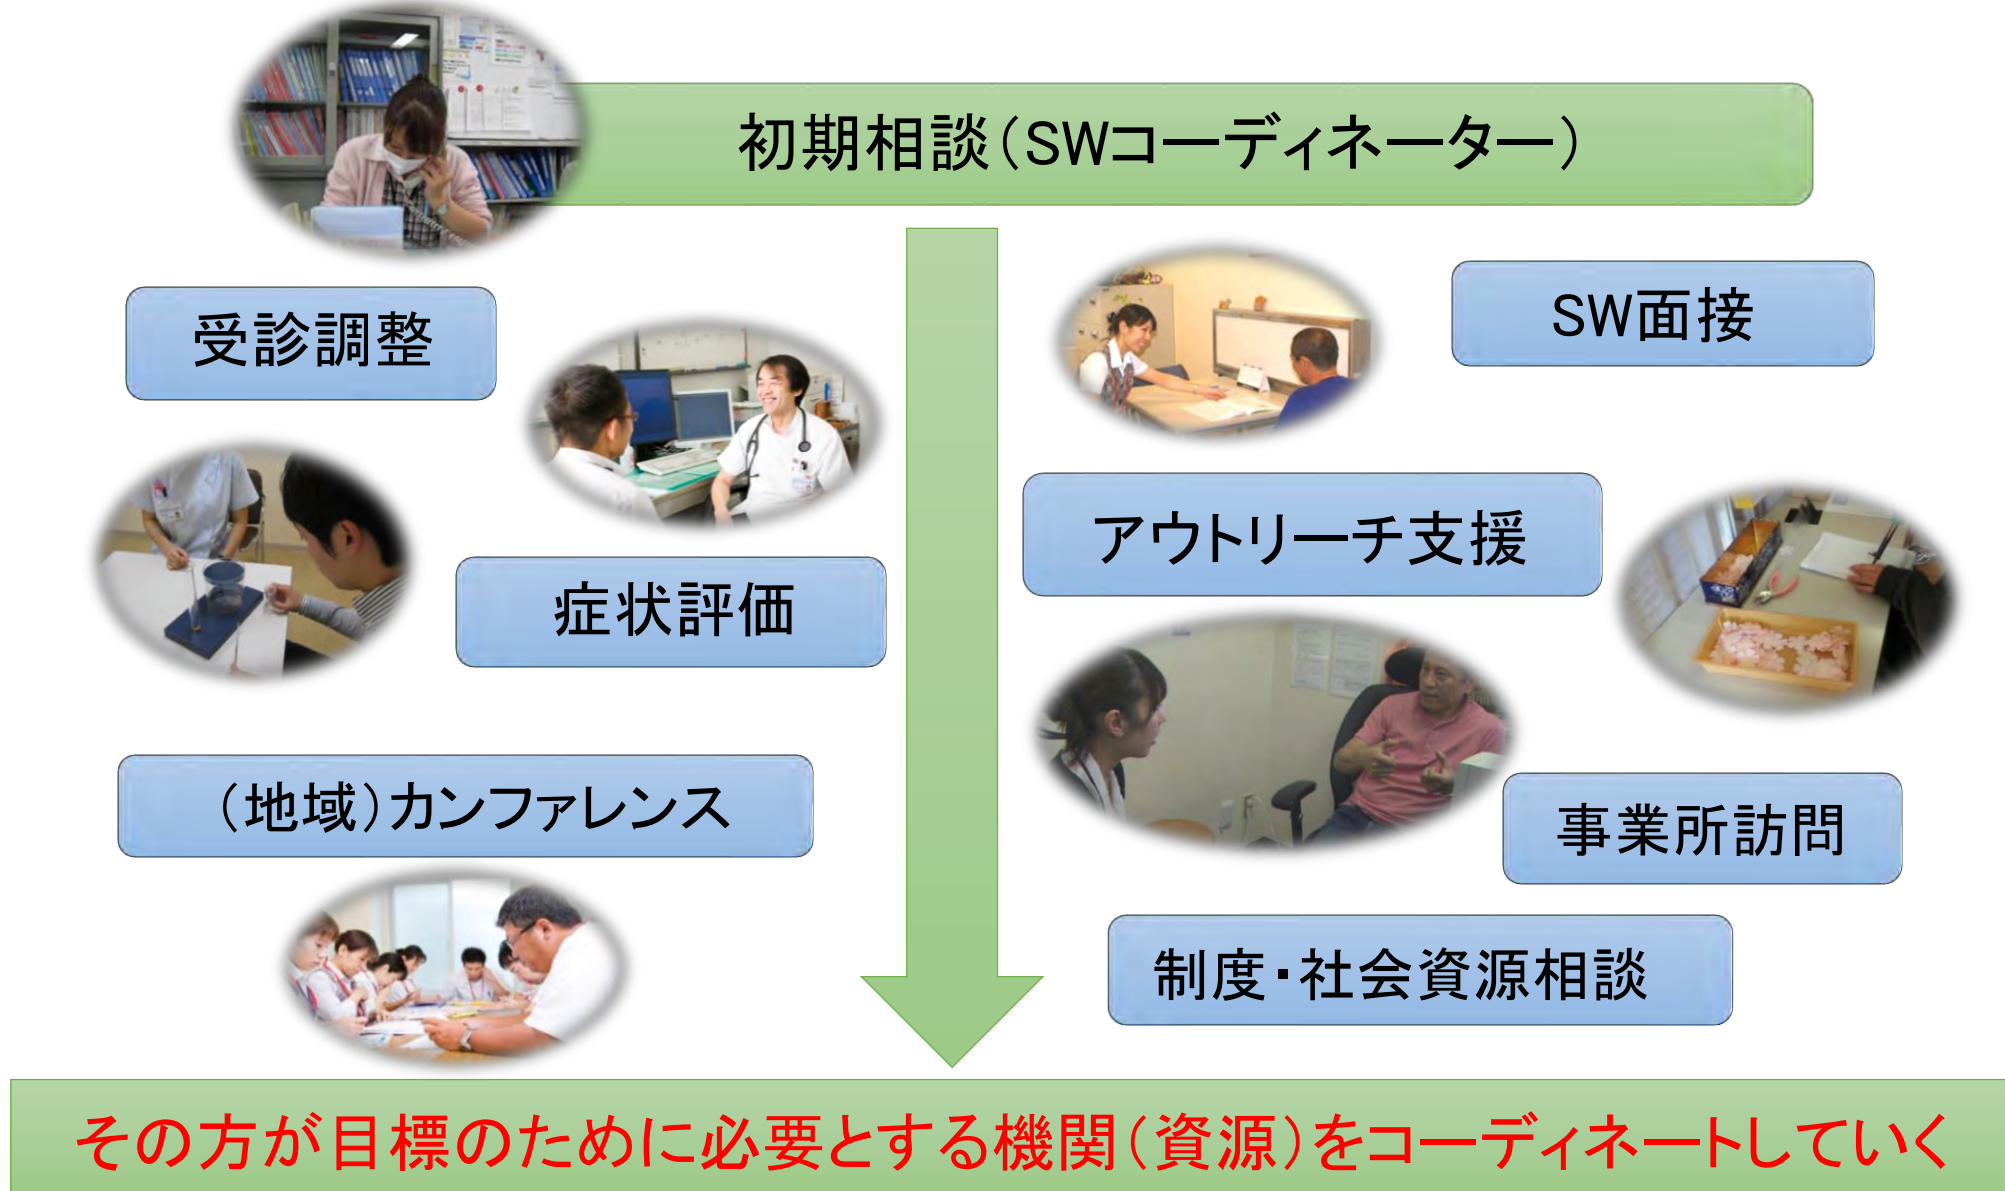 初期相談（SWコーディネーター）
受診調整
SW面接
症状評価
アウトリーチ支援
（地域）カンファレンス
事業所訪問
制度・社会資源相談
その方が目標のために必要とする機関（資源）をコーディネートしていく